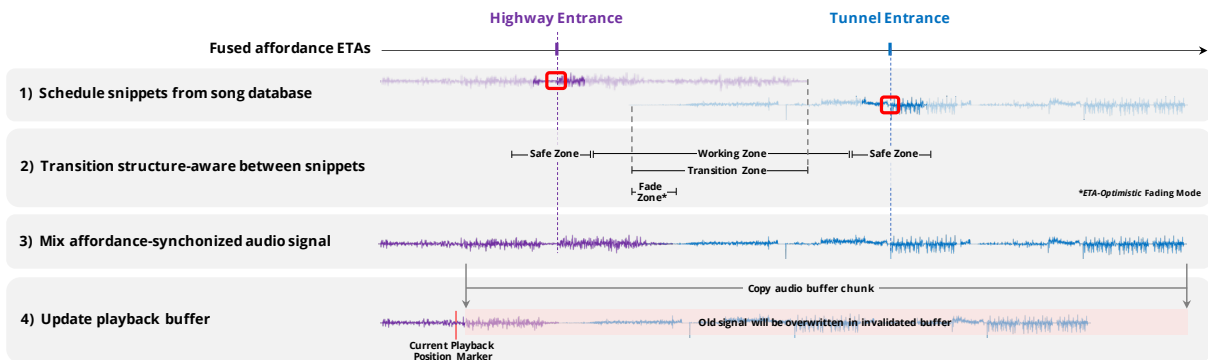 Highway Entrance
Tunnel Entrance
Fused affordance ETAs
1) Schedule snippets from song database
2) Transition structure-aware between snippets
Safe Zone
Working Zone
Safe Zone
Transition Zone
Fade
Zone*
*ETA-Optimistic Fading Mode
3) Mix affordance-synchonized audio signal
Copy audio buffer chunk
4) Update playback buffer
Old signal will be overwritten in invalidated buffer
Current Playback
Position Marker